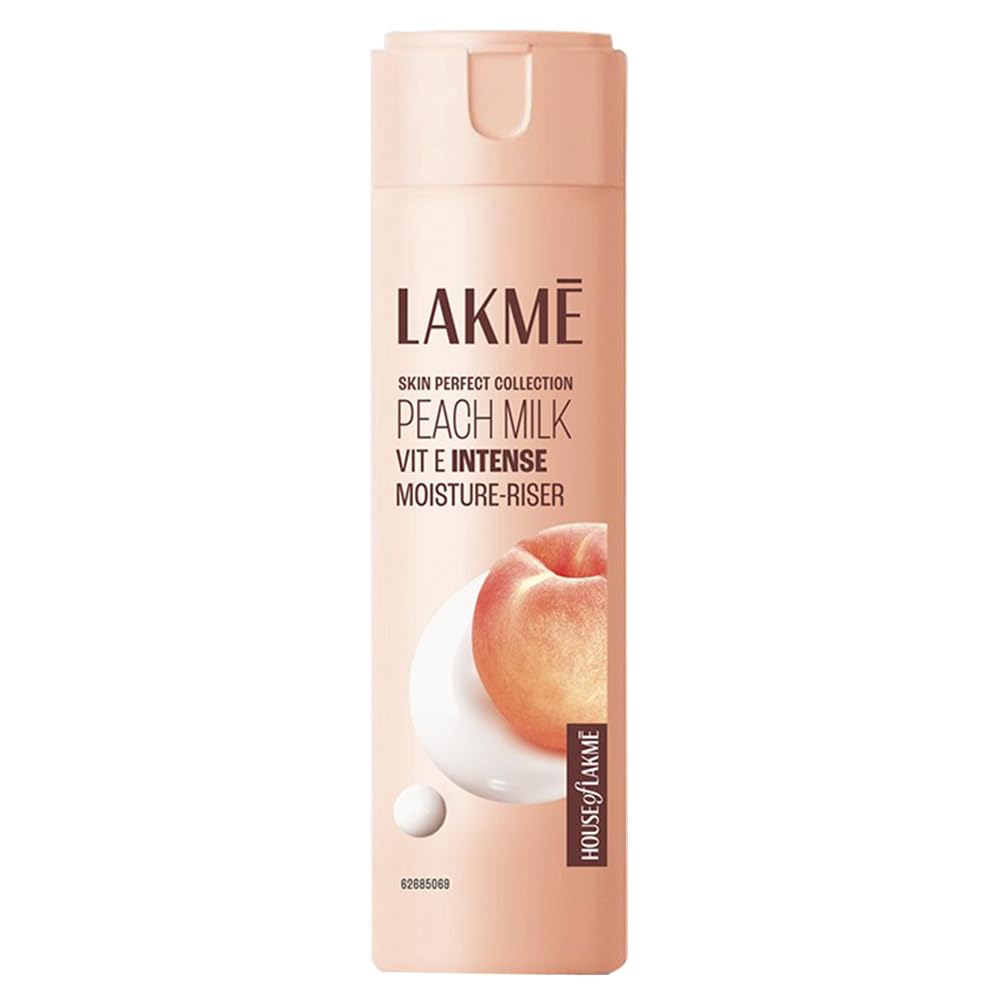 LAKMĒ
SKIN PERFECT COLLECTION
PEACH MILK
VIT E INTENSE
MOISTURE-RISER
HOUSE of LAKMĒ
62685069